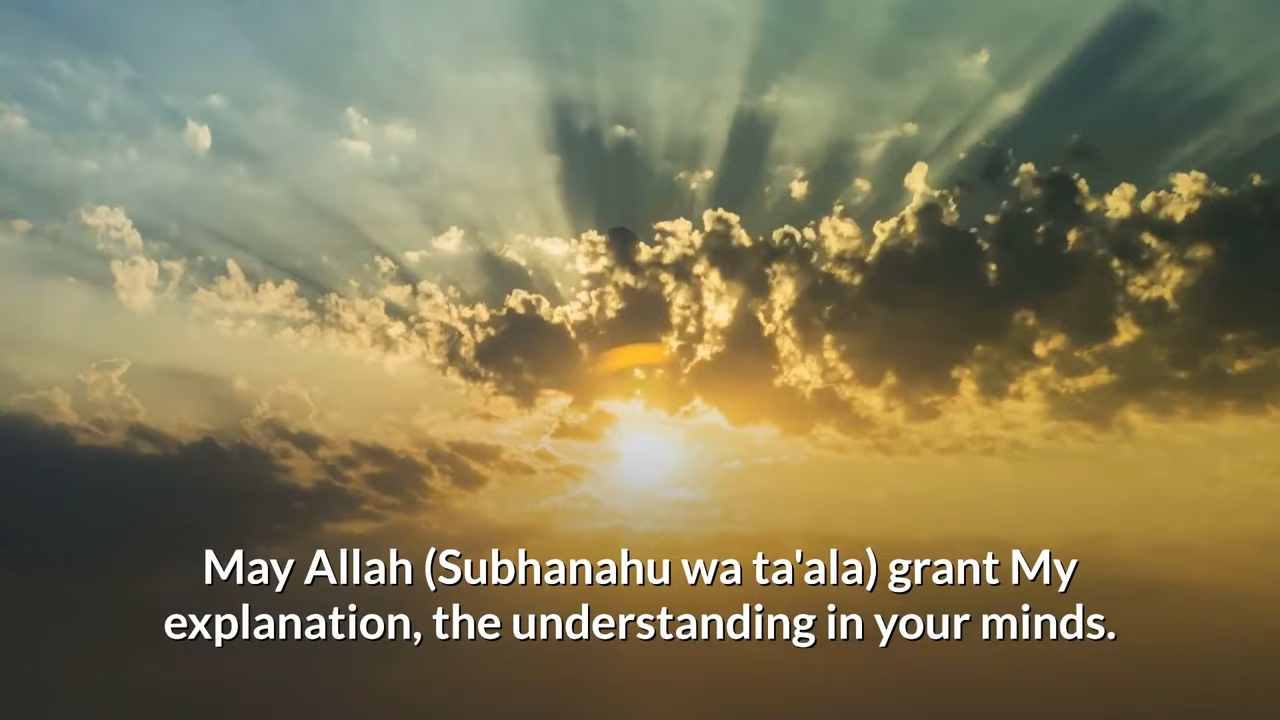 May Allah (Subhanahu wa ta'ala) grant My
explanation, the understanding in your minds.